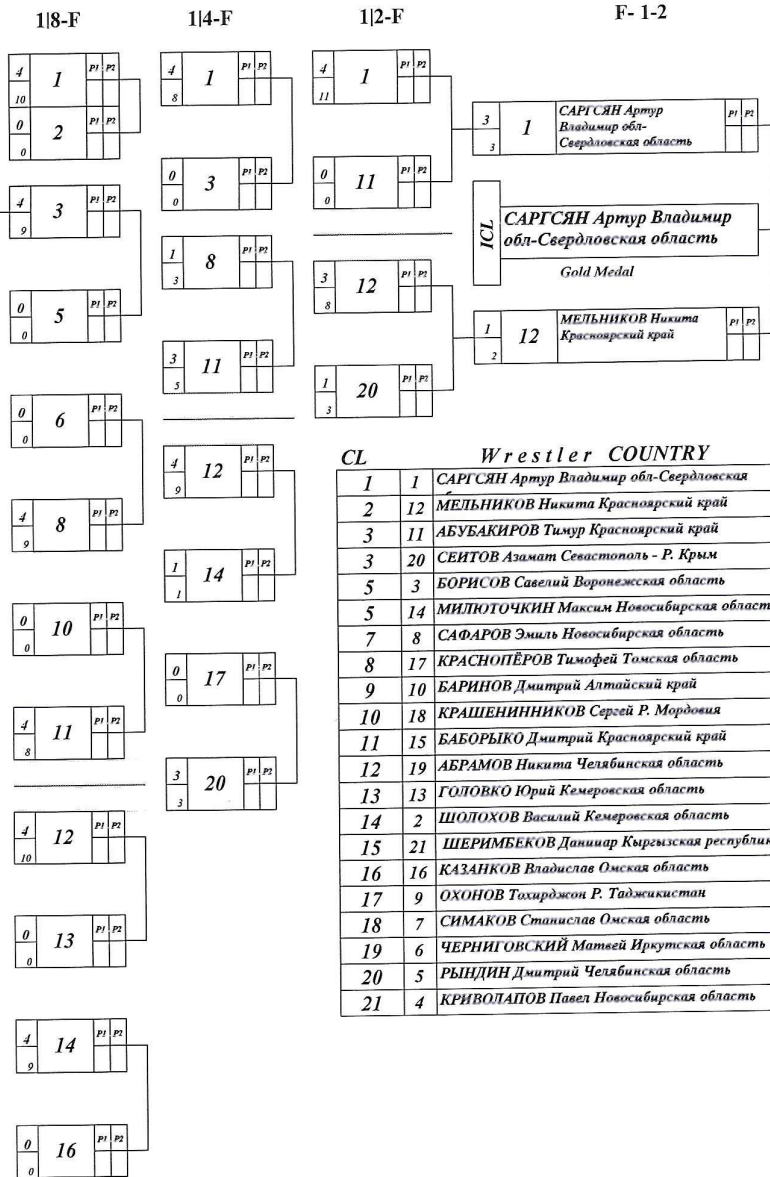 1|8-F 1|4-F 1|2-F F- 1-2
4 10 1 P1 P2
0 0 2 P1 P2
4 9 3 P1 P2
0 0 5 P1 P2
0 0 6 P1 P2
4 9 8 P1 P2
0 0 10 P1 P2
4 8 11 P1 P2
4 10 12 P1 P2
0 0 13 P1 P2
4 9 14 P1 P2
0 0 16 P1 P2
4 8 1 P1 P2
0 0 3 P1 P2
1 3 8 P1 P2
3 5 11 P1 P2
4 9 12 P1 P2
1 1 14 P1 P2
0 0 17 P1 P2
3 3 20 P1 P2
4 11 1 P1 P2
0 0 11 P1 P2
3 8 12 P1 P2
1 3 20 P1 P2
3 3 1 САРГСЯН Артур P1 P2
Владимир обл-
Свердловская область
ICL САРГСЯН Артур Владимир
обл-Свердловская область
Gold Medal
1 2 12 МЕЛЬНИКОВ Никита P1 P2
Красноярский край
CL Wrestler COUNTRY
1 1 САРГСЯН Артур Владимир обл-Свердловская
2 12 МЕЛЬНИКОВ Никита Красноярский край
3 11 АБУБАКИРОВ Тимур Красноярский край
3 20 СЕИТОВ Азамат Севастополь - Р. Крым
5 3 БОРИСОВ Савелий Воронежская область
5 14 МИЛЮТОЧКИН Максим Новосибирская област
7 8 САФАРОВ Эмиль Новосибирская область
8 17 КРАСНОПЁРОВ Тимофей Томская область
9 10 БАРИНОВ Дмитрий Алтайский край
10 18 КРАШЕНИННИКОВ Сергей Р. Мордовия
11 15 БАБОРЫКО Дмитрий Красноярский край
12 19 АБРАМОВ Никита Челябинская область
13 13 ГОЛОВКО Юрий Кемеровская область
14 2 ШОЛОХОВ Василий Кемеровская область
15 21 ШЕРИМБЕКОВ Данияр Кыргызская республик
16 16 КАЗАНКОВ Владислав Омская область
17 9 ОХОНОВ Тохирджон Р. Таджикистан
18 7 СИМАКОВ Станислав Омская область
19 6 ЧЕРНИГОВСКИЙ Матвей Иркутская область
20 5 РЫНДИН Дмитрий Челябинская область
21 4 КРИВОЛАПОВ Павел Новосибирская область